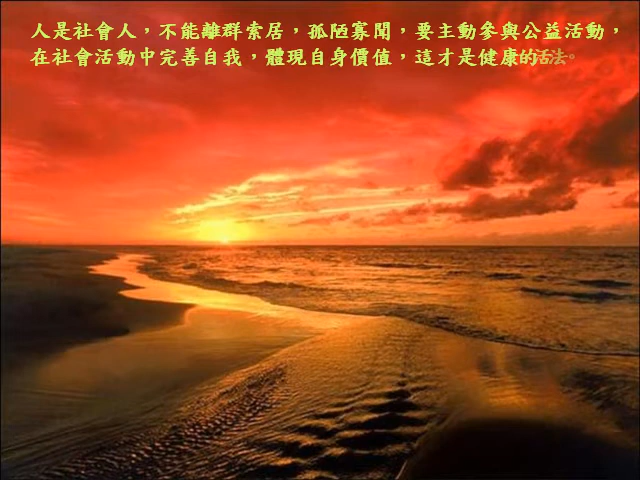 人是社會人，不能離群索居，孤陋寡聞，要主動參與公益活動，
在社會活動中完善自我，體現自身價值，這才是健康的活法。